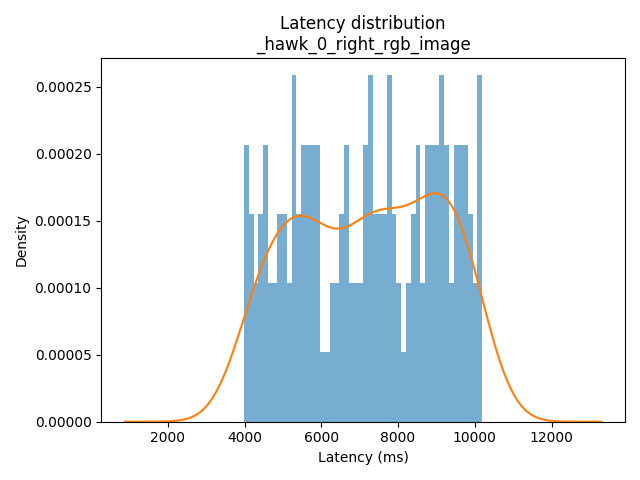 Latency distribution
_hawk_0_right_rgb_image
0.00025
0.00020
0.00015
0.00010
0.00005
0.00000
Density
2000 4000 6000 8000 10000 12000
Latency (ms)